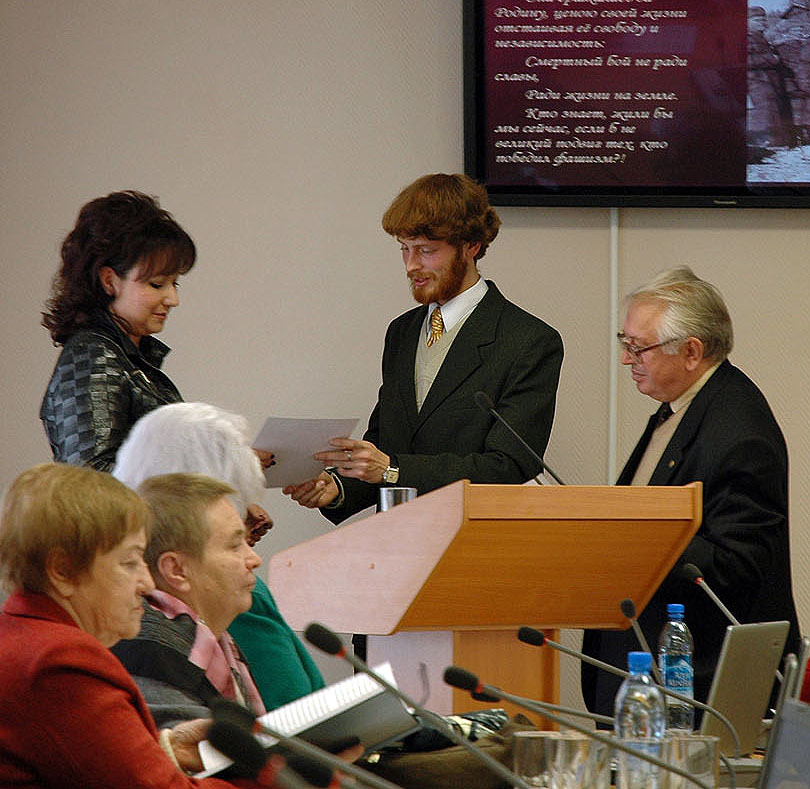 Родину, ценою своей жизни
отстаивая её свободу и
независимость:
Смертный бой не ради
славы,
Ради жизни на земле.
Кто знает, жили бы
мы сейчас, если б не
великий подвиг тех, кто
победил фашизм?!
Panasonic